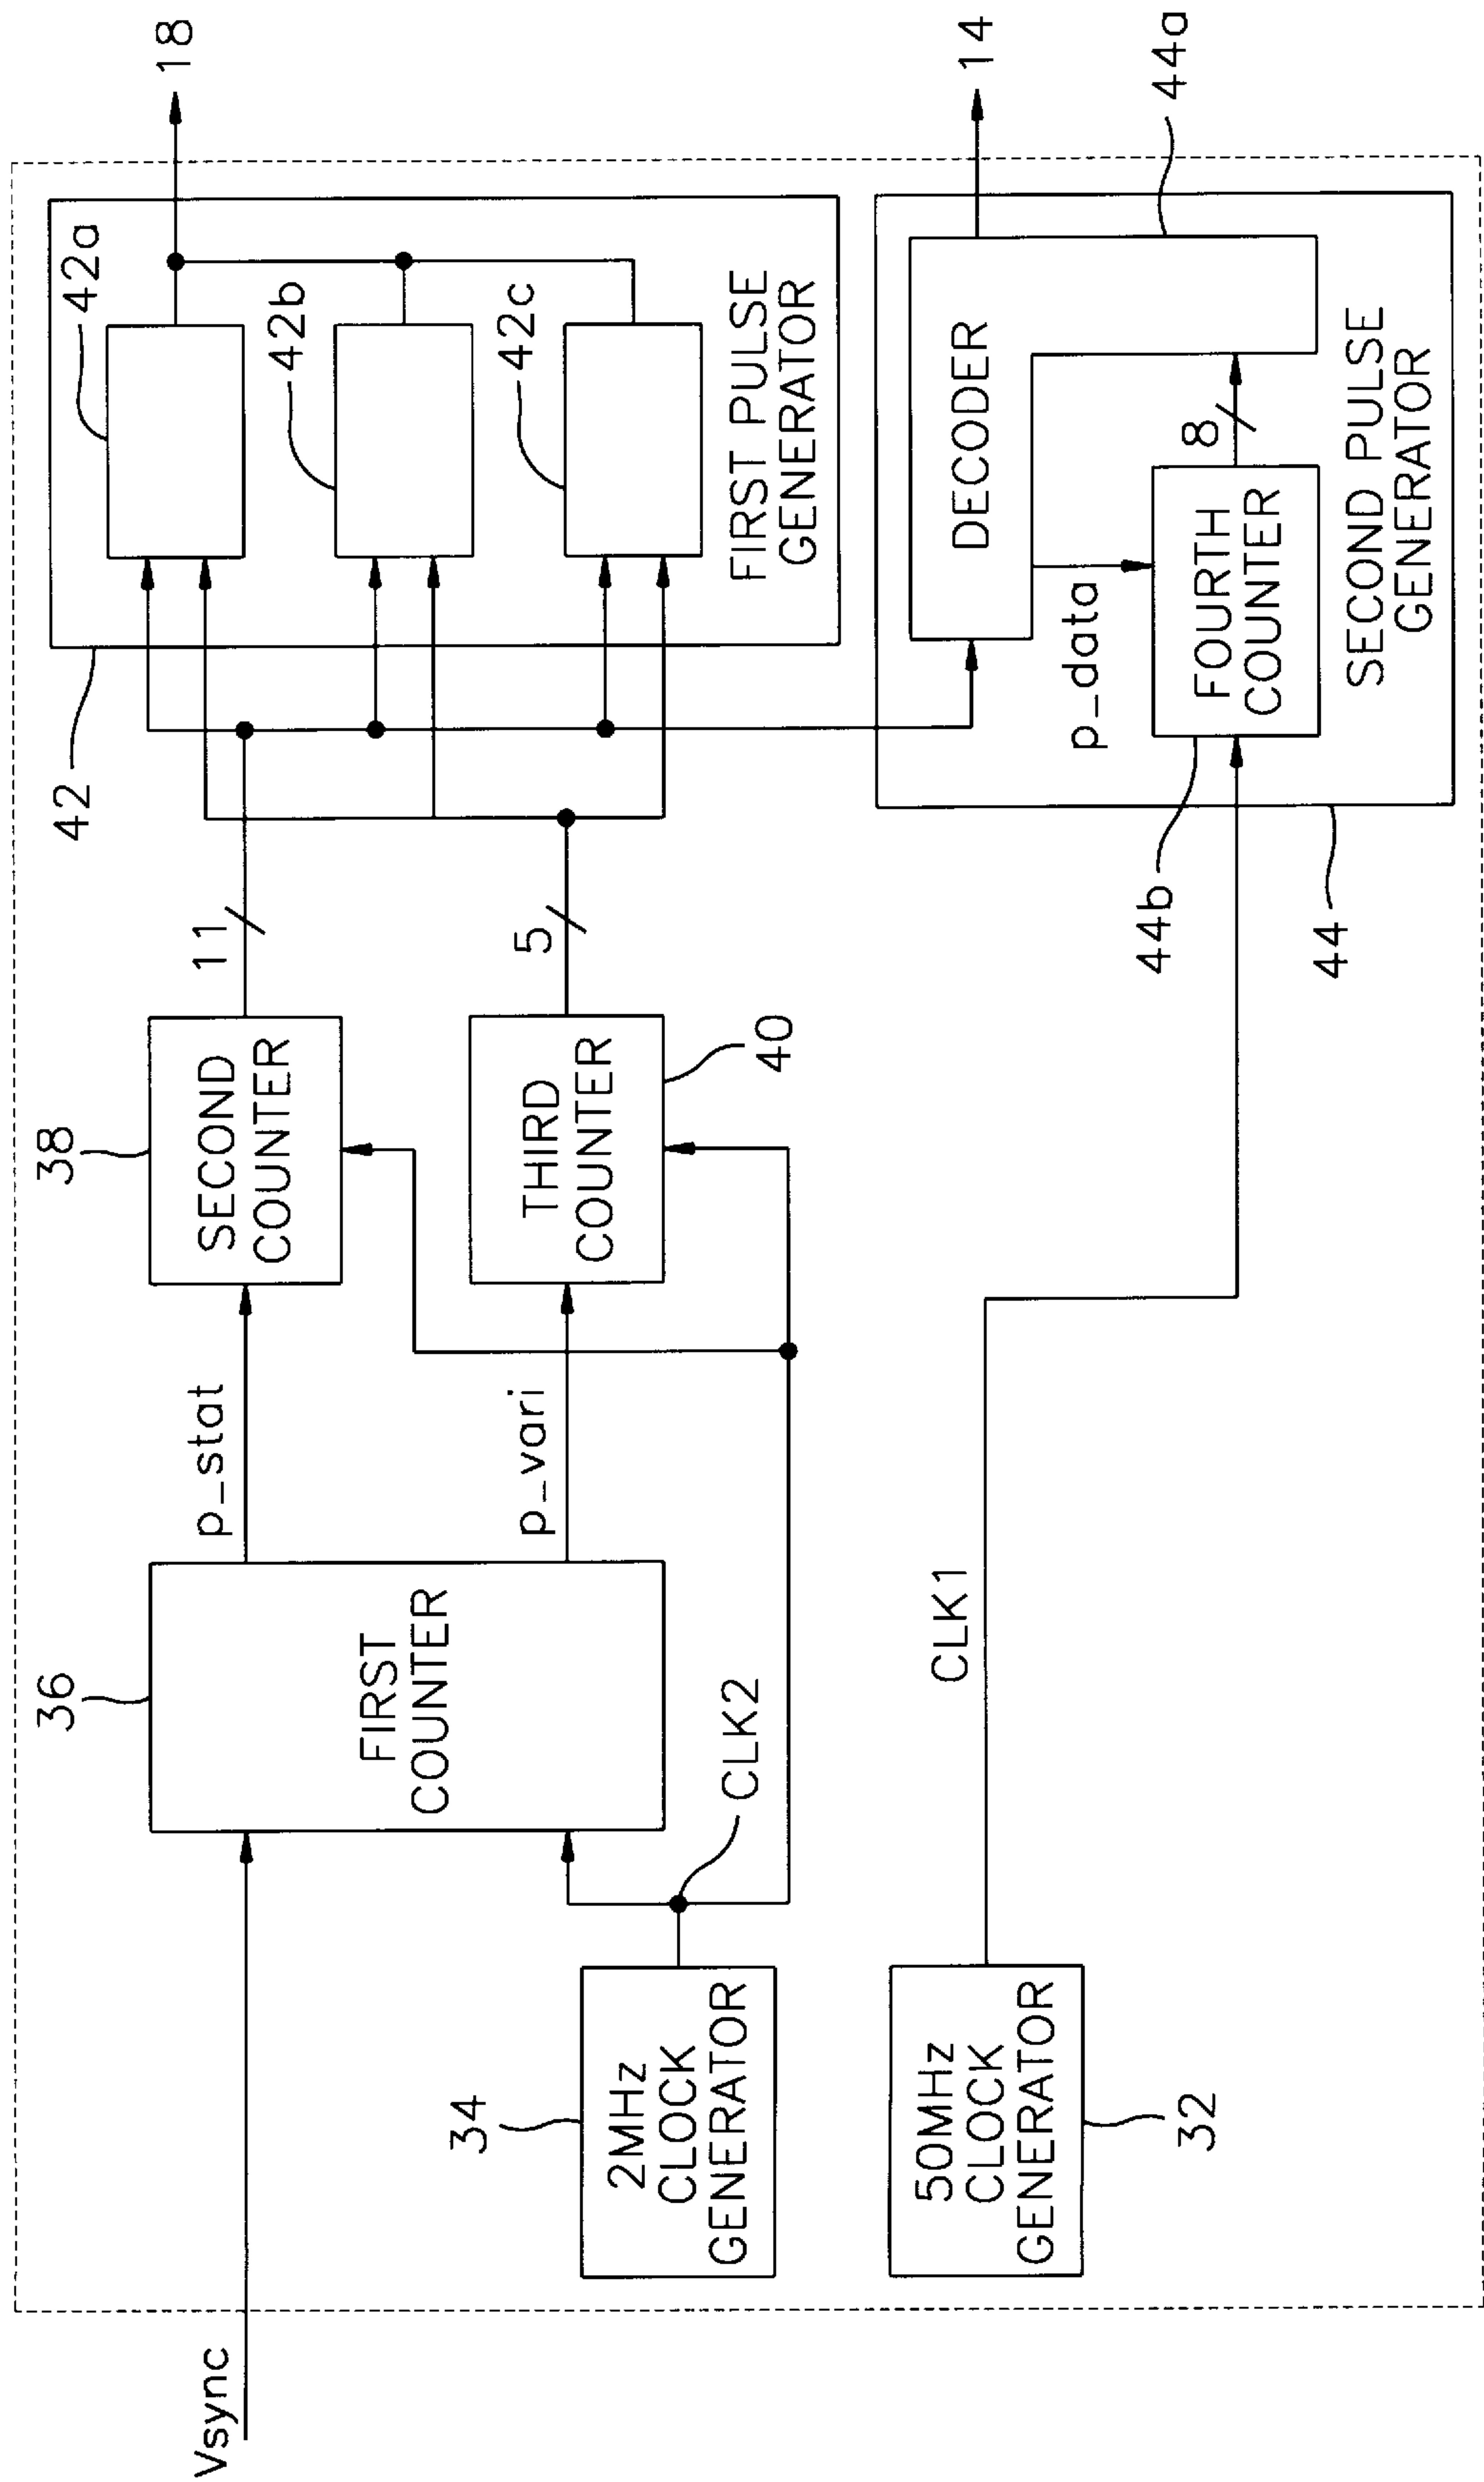 Vsync
36
FIRST
COUNTER
p_stat
p_vari
38
SECOND
COUNTER
11
THIRD
COUNTER
40
5
42
42a
42b
42c
FIRST PULSE
GENERATOR
18
34
2MHz
CLOCK
GENERATOR
CLK2
50MHz
CLOCK
GENERATOR
32
CLK1
DECODER
p_data
FOURTH
COUNTER
8
44b
44
44a
SECOND PULSE
GENERATOR
14